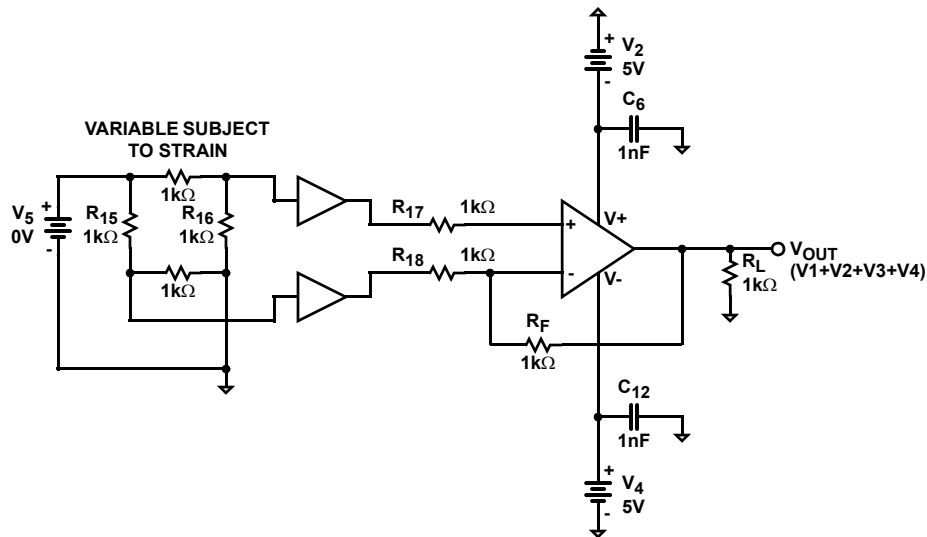 +
V2
5V
-
C6
1nF
VARIABLE SUBJECT
TO STRAIN
1kΩ
V5
0V
+
-
R15
1kΩ
R16
1kΩ
1kΩ
R17
1kΩ
R18
1kΩ
+
-
V+
V-
VOUT
(V1+V2+V3+V4)
RL
1kΩ
RF
1kΩ
C12
1nF
+
V4
5V
-